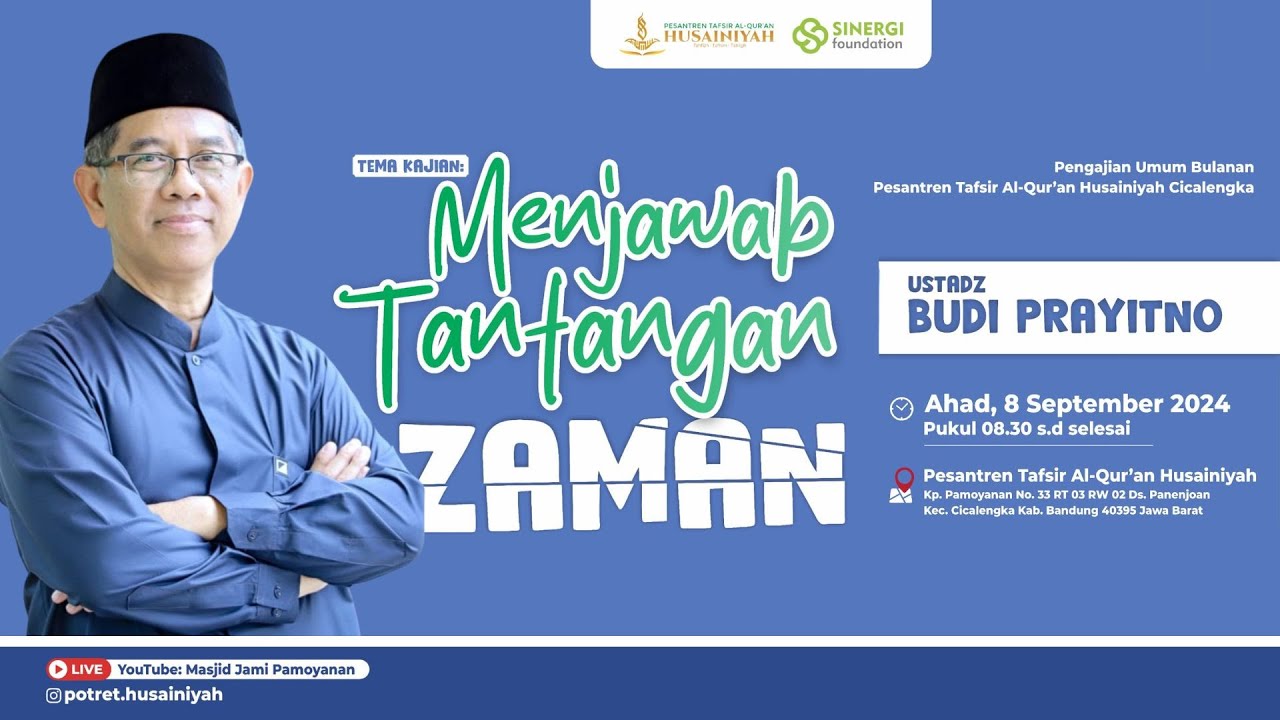 PESANTREN TAFSIR AL-QUR'AN
HUSAINIYAH
SINERGI
foundation
TEMA KAJIAN:
Menjawab
Tantangan
ZAMAN
Pengajian Umum Bulanan
Pesantren Tafsir Al-Qur'an Husainiyah Cicalengka
USTADZ
BUDI PRAYITNO
Ahad, 8 September 2024
Pukul 08.30 s.d selesai
Pesantren Tafsir Al-Qur'an Husainiyah
Kp. Pamoyanan No. 33 RT 03 RW 02 Ds. Panenjoan
Kec. Cicalengka Kab. Bandung 40395 Jawa Barat
LIVE YouTube: Masjid Jami Pamoyanan
potret.husainiyah